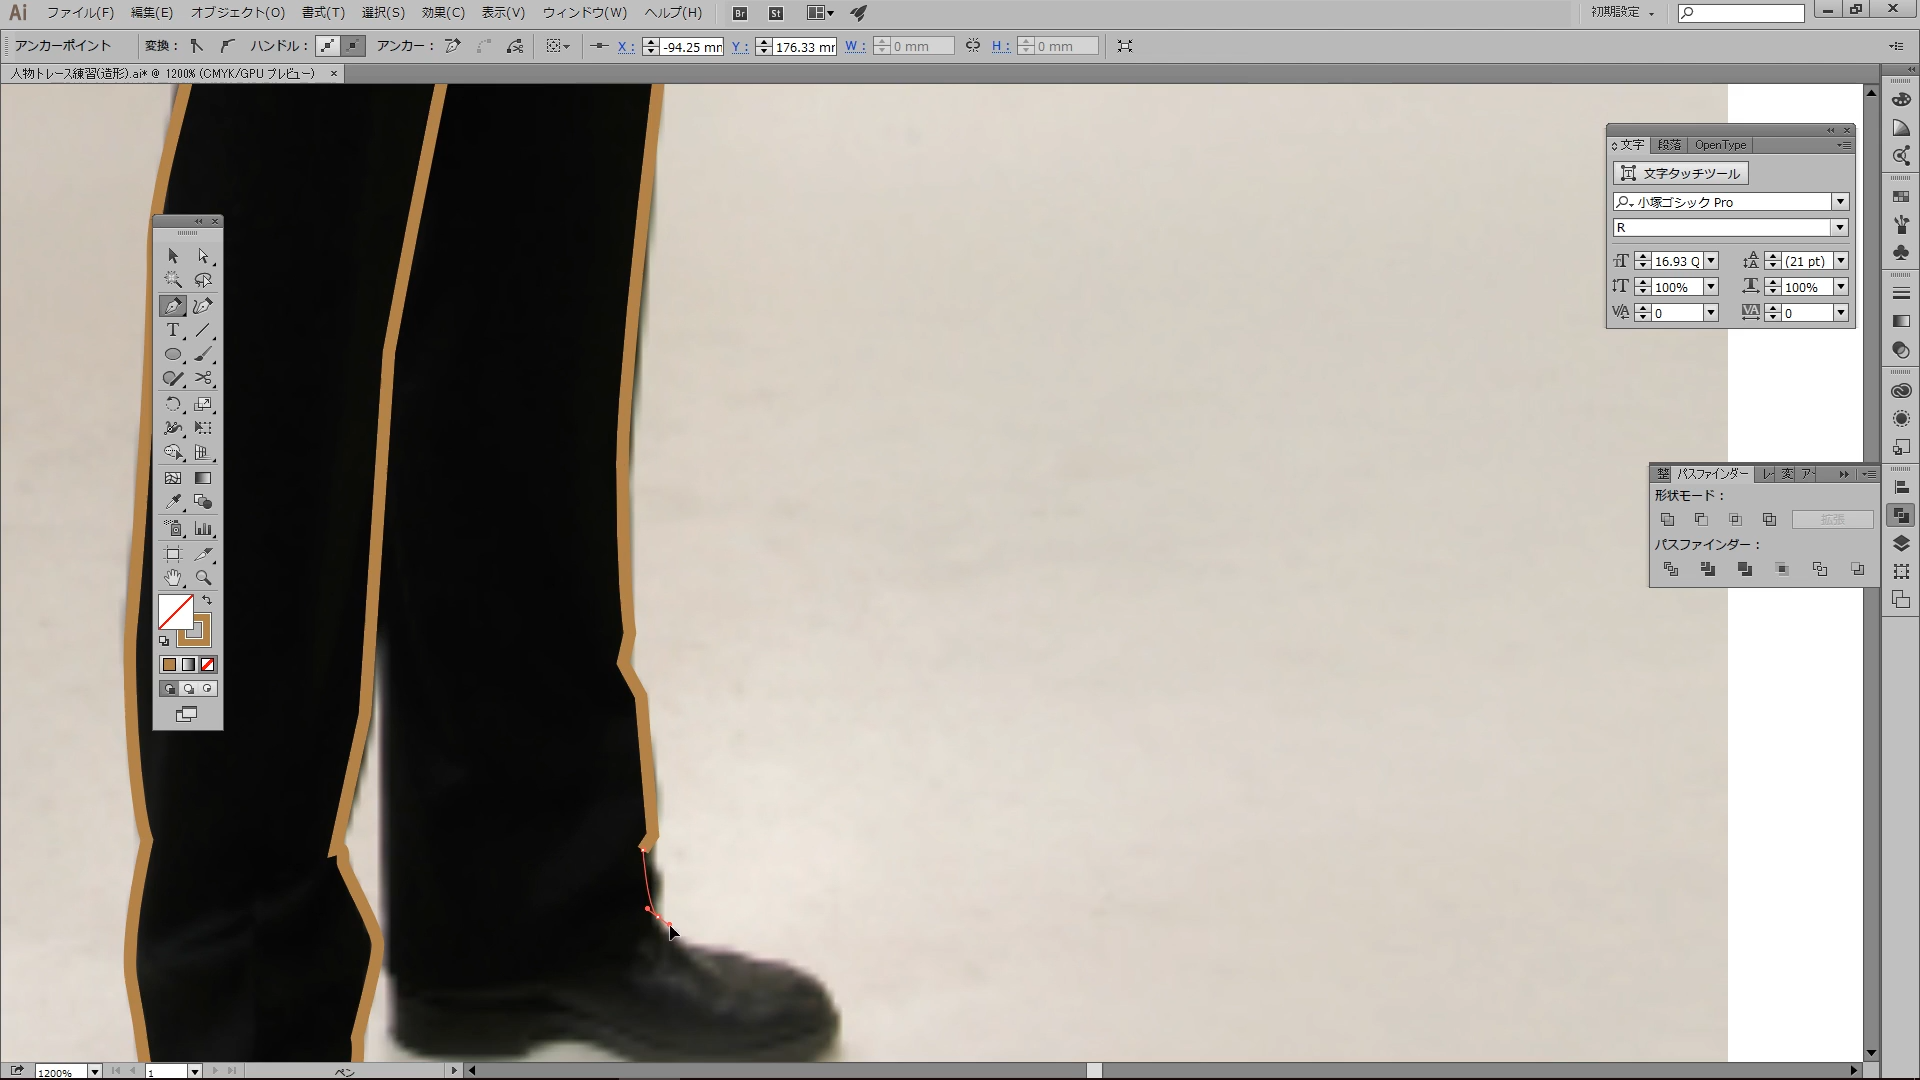 Ai ファイル(F) 編集(E) オブジェクト(O) 書式(T) 選択(S) 効果(C) 表示(V) ウィンドウ(W) ヘルプ(H) Br St 初期設定
アンカーポイント 変換： ハンドル： アンカー： X： -94.25 mm Y： 176.33 mm W： 0 mm H： 0 mm
人物トレース練習(造形).ai* @ 1200% (CMYK/GPU プレビュー) ×
文字 段落 OpenType
文字タッチツール
小塚ゴシック Pro
R
16.93 Q (21 pt)
100% 100%
0 0
整 パスファインダー レ 変 ア
形状モード：
拡張
パスファインダー：
1200% 1 ペン